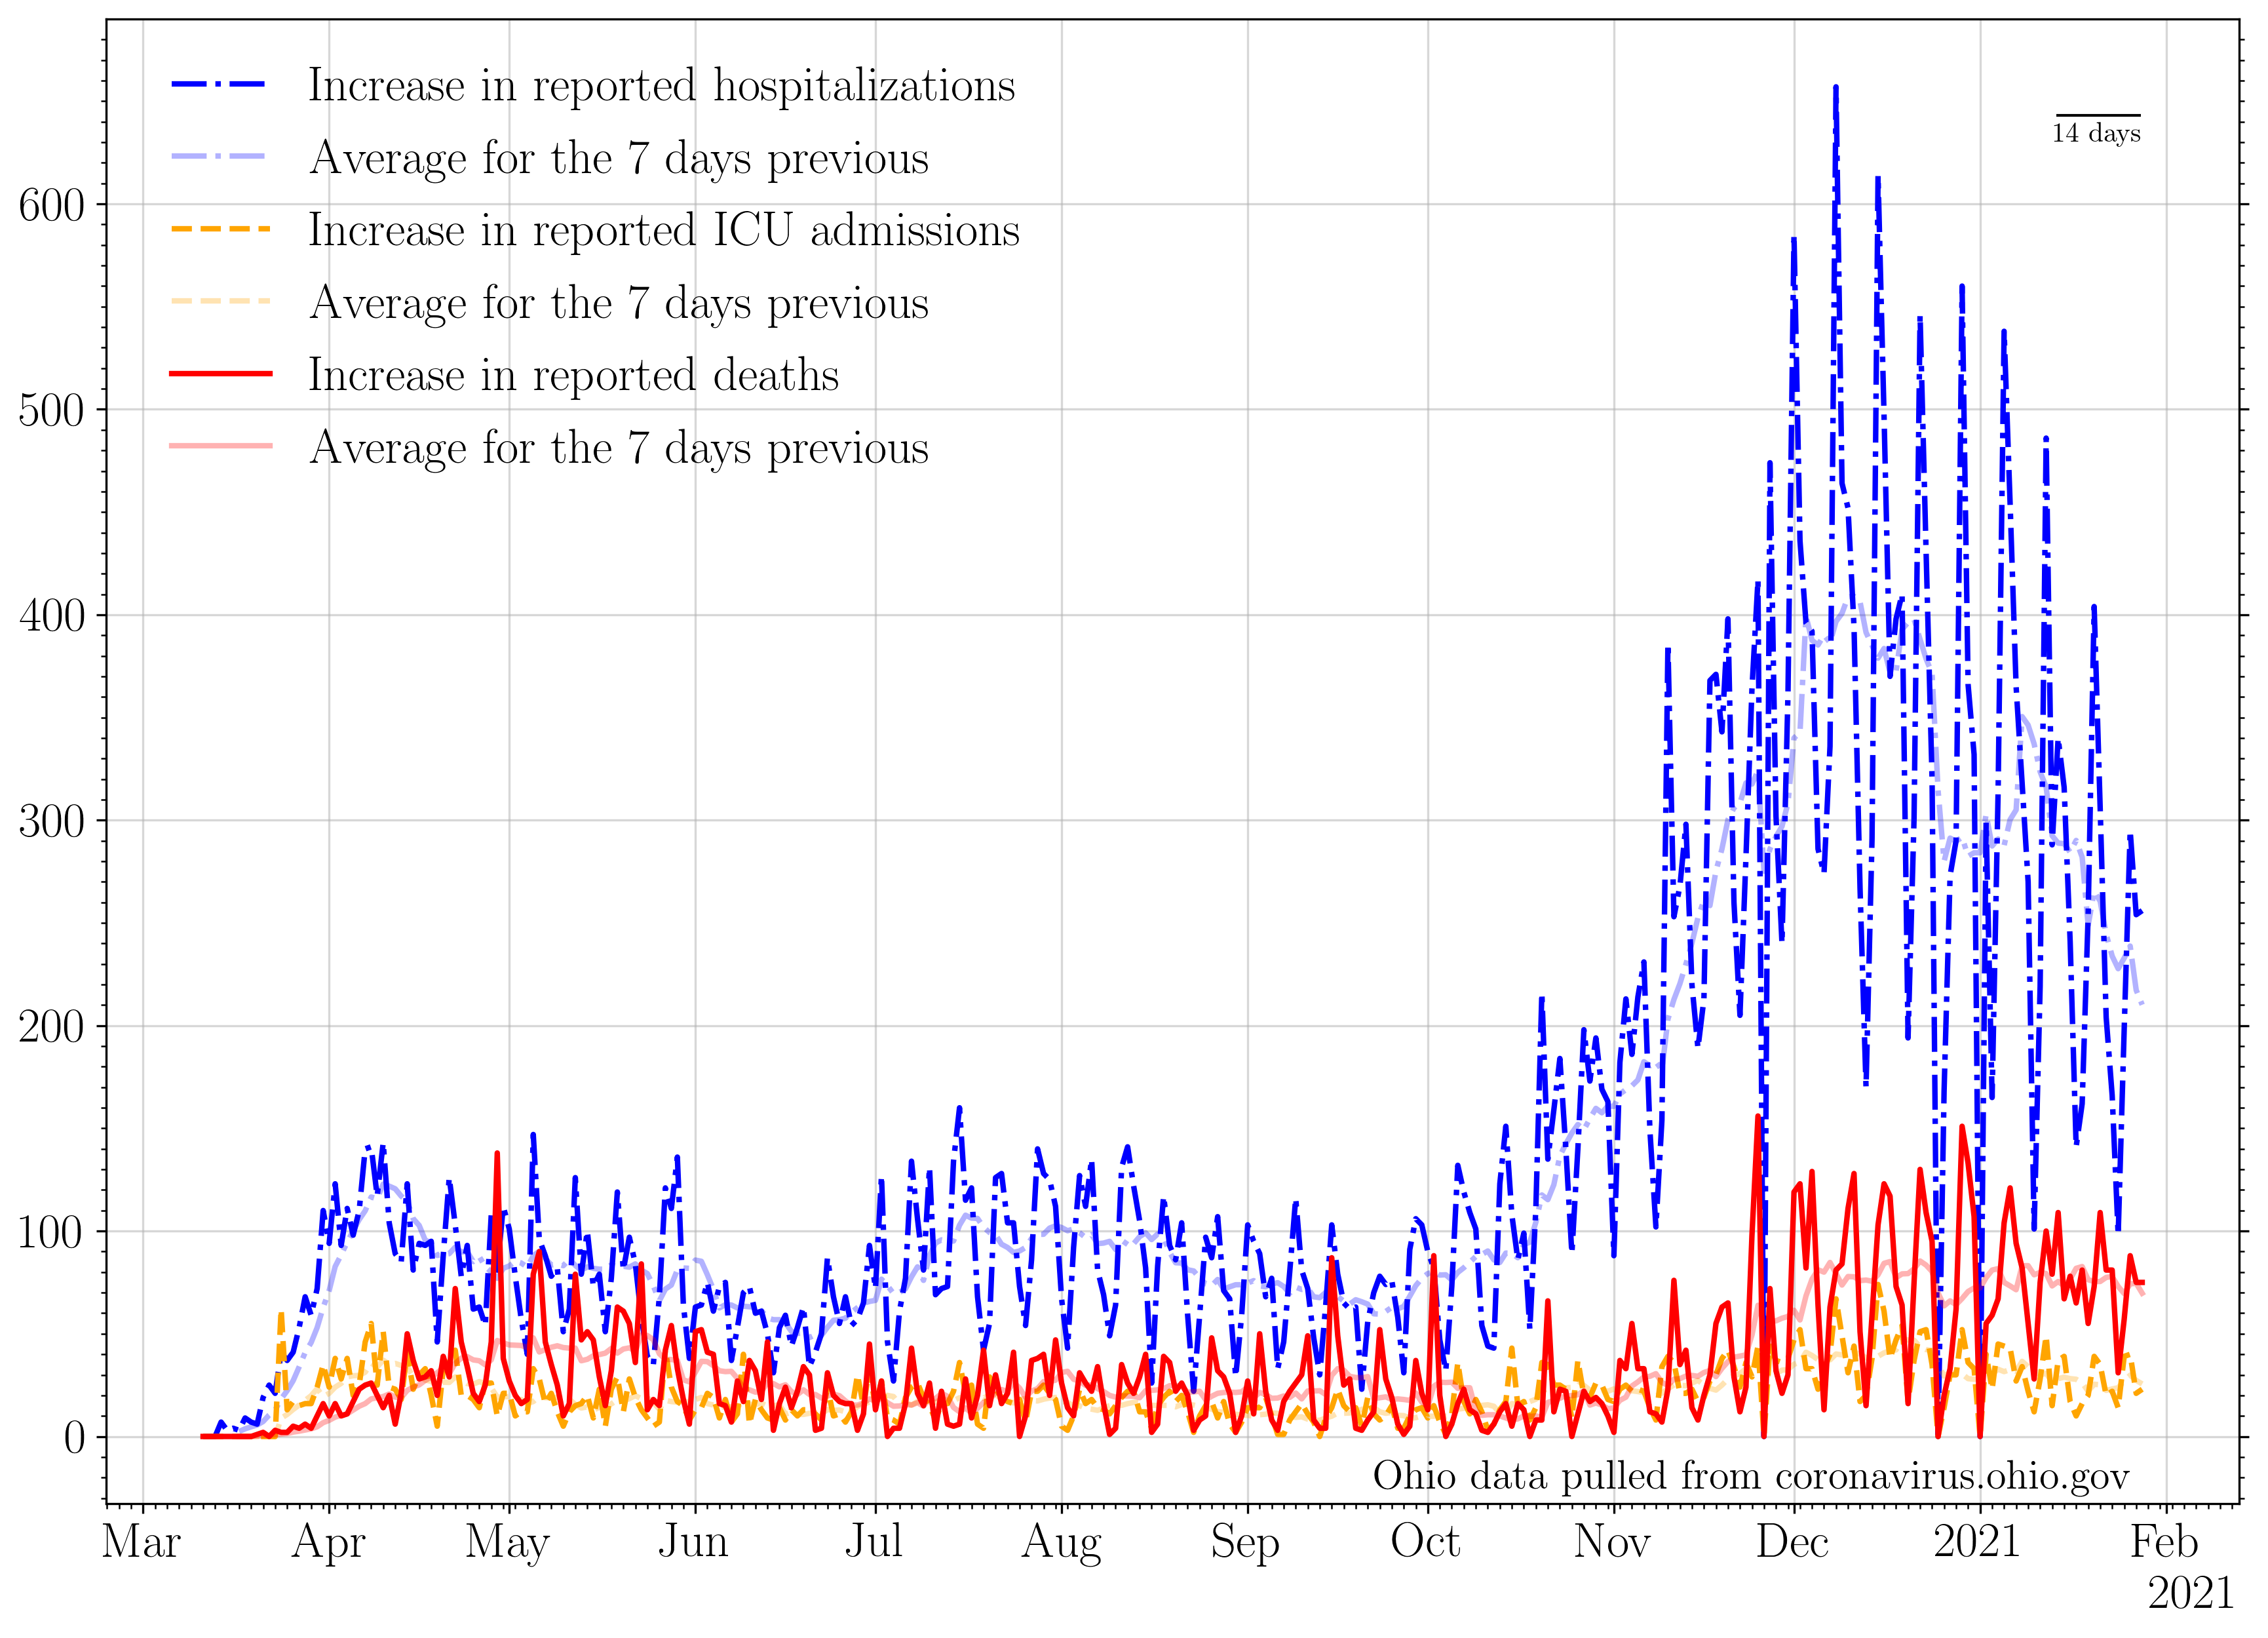 Increase in reported hospitalizations
Average for the 7 days previous
Increase in reported ICU admissions
Average for the 7 days previous
Increase in reported deaths
Average for the 7 days previous
14 days
600
500
400
300
200
100
0
Ohio data pulled from coronavirus.ohio.gov
Mar Apr May Jun Jul Aug Sep Oct Nov Dec 2021 Feb
2021